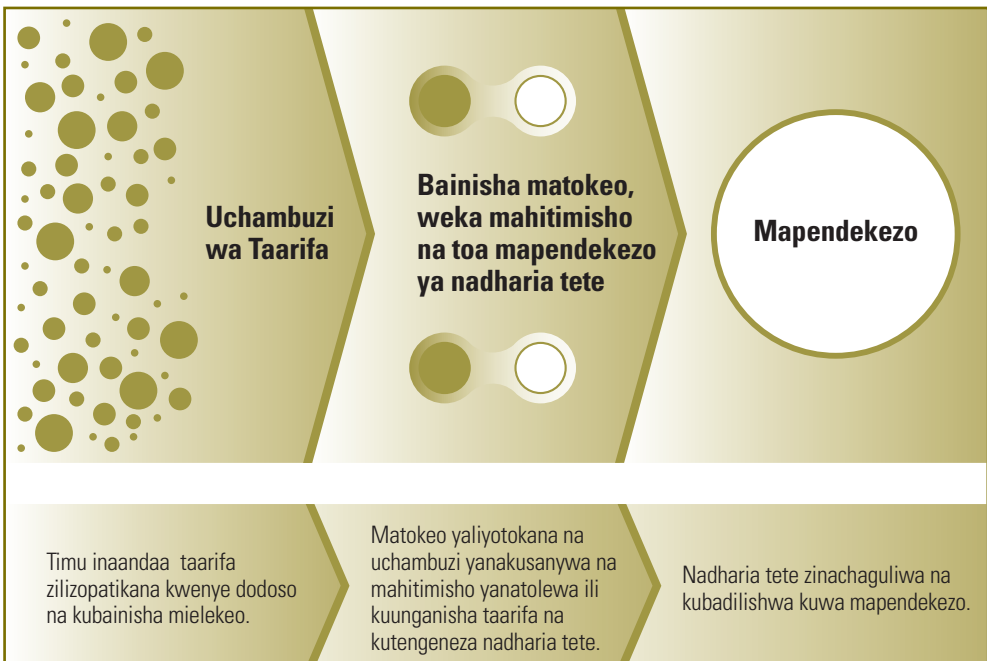 Uchambuzi
wa Taarifa
Bainisha matokeo,
weka mahitimisho
na toa mapendekezo
ya nadharia tete
Mapendekezo
Timu inaandaa taarifa
zilizopatikana kwenye dodoso
na kubainisha mielekeo.
Matokeo yaliyotokana na
uchambuzi yanakusanywa na
mahitimisho yanatolewa ili
kuunganisha taarifa na
kutengeneza nadharia tete.
Nadharia tete zinachaguliwa na
kubadilishwa kuwa mapendekezo.